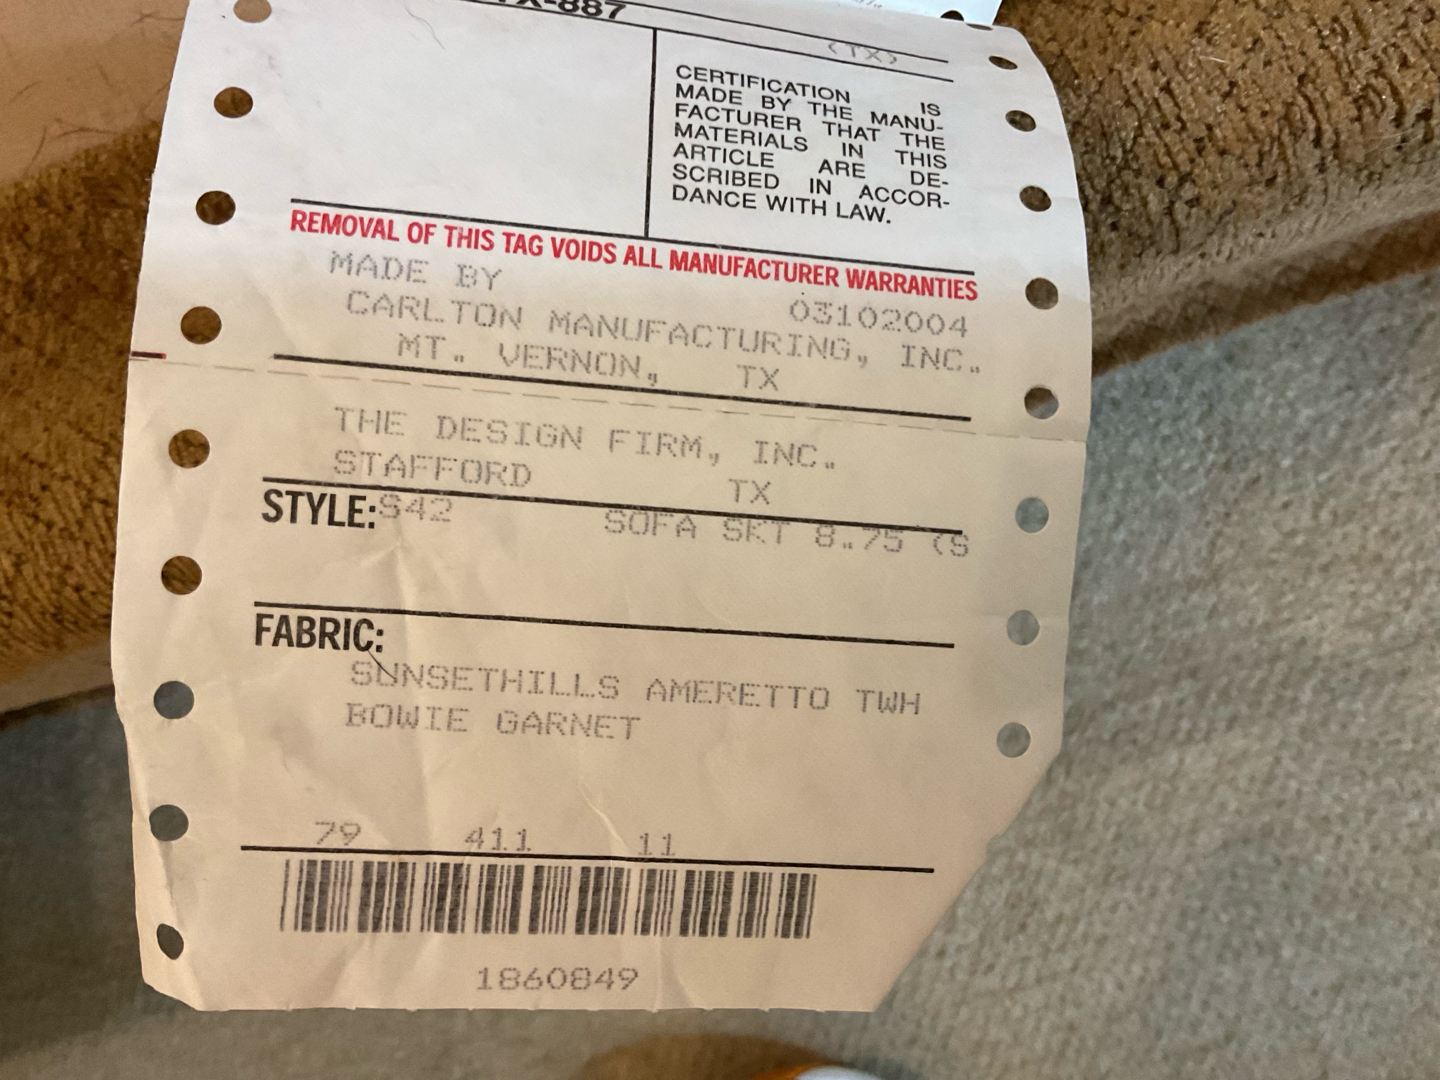 TX-887
(TX)
CERTIFICATION IS
MADE BY THE MANU-
FACTURER THAT THE
MATERIALS IN THIS
ARTICLE ARE DE-
SCRIBED IN ACCOR-
DANCE WITH LAW.
REMOVAL OF THIS TAG VOIDS ALL MANUFACTURER WARRANTIES
MADE BY 03102004
CARLTON MANUFACTURING, INC.
MT. VERNON, TX
THE DESIGN FIRM, INC.
STAFFORD TX
STYLE: S42 SOFA SKT 8.75 (S
FABRIC:
SUNSETHILLS AMERETTO TWH
BOWIE GARNET
79 411 11
1860849